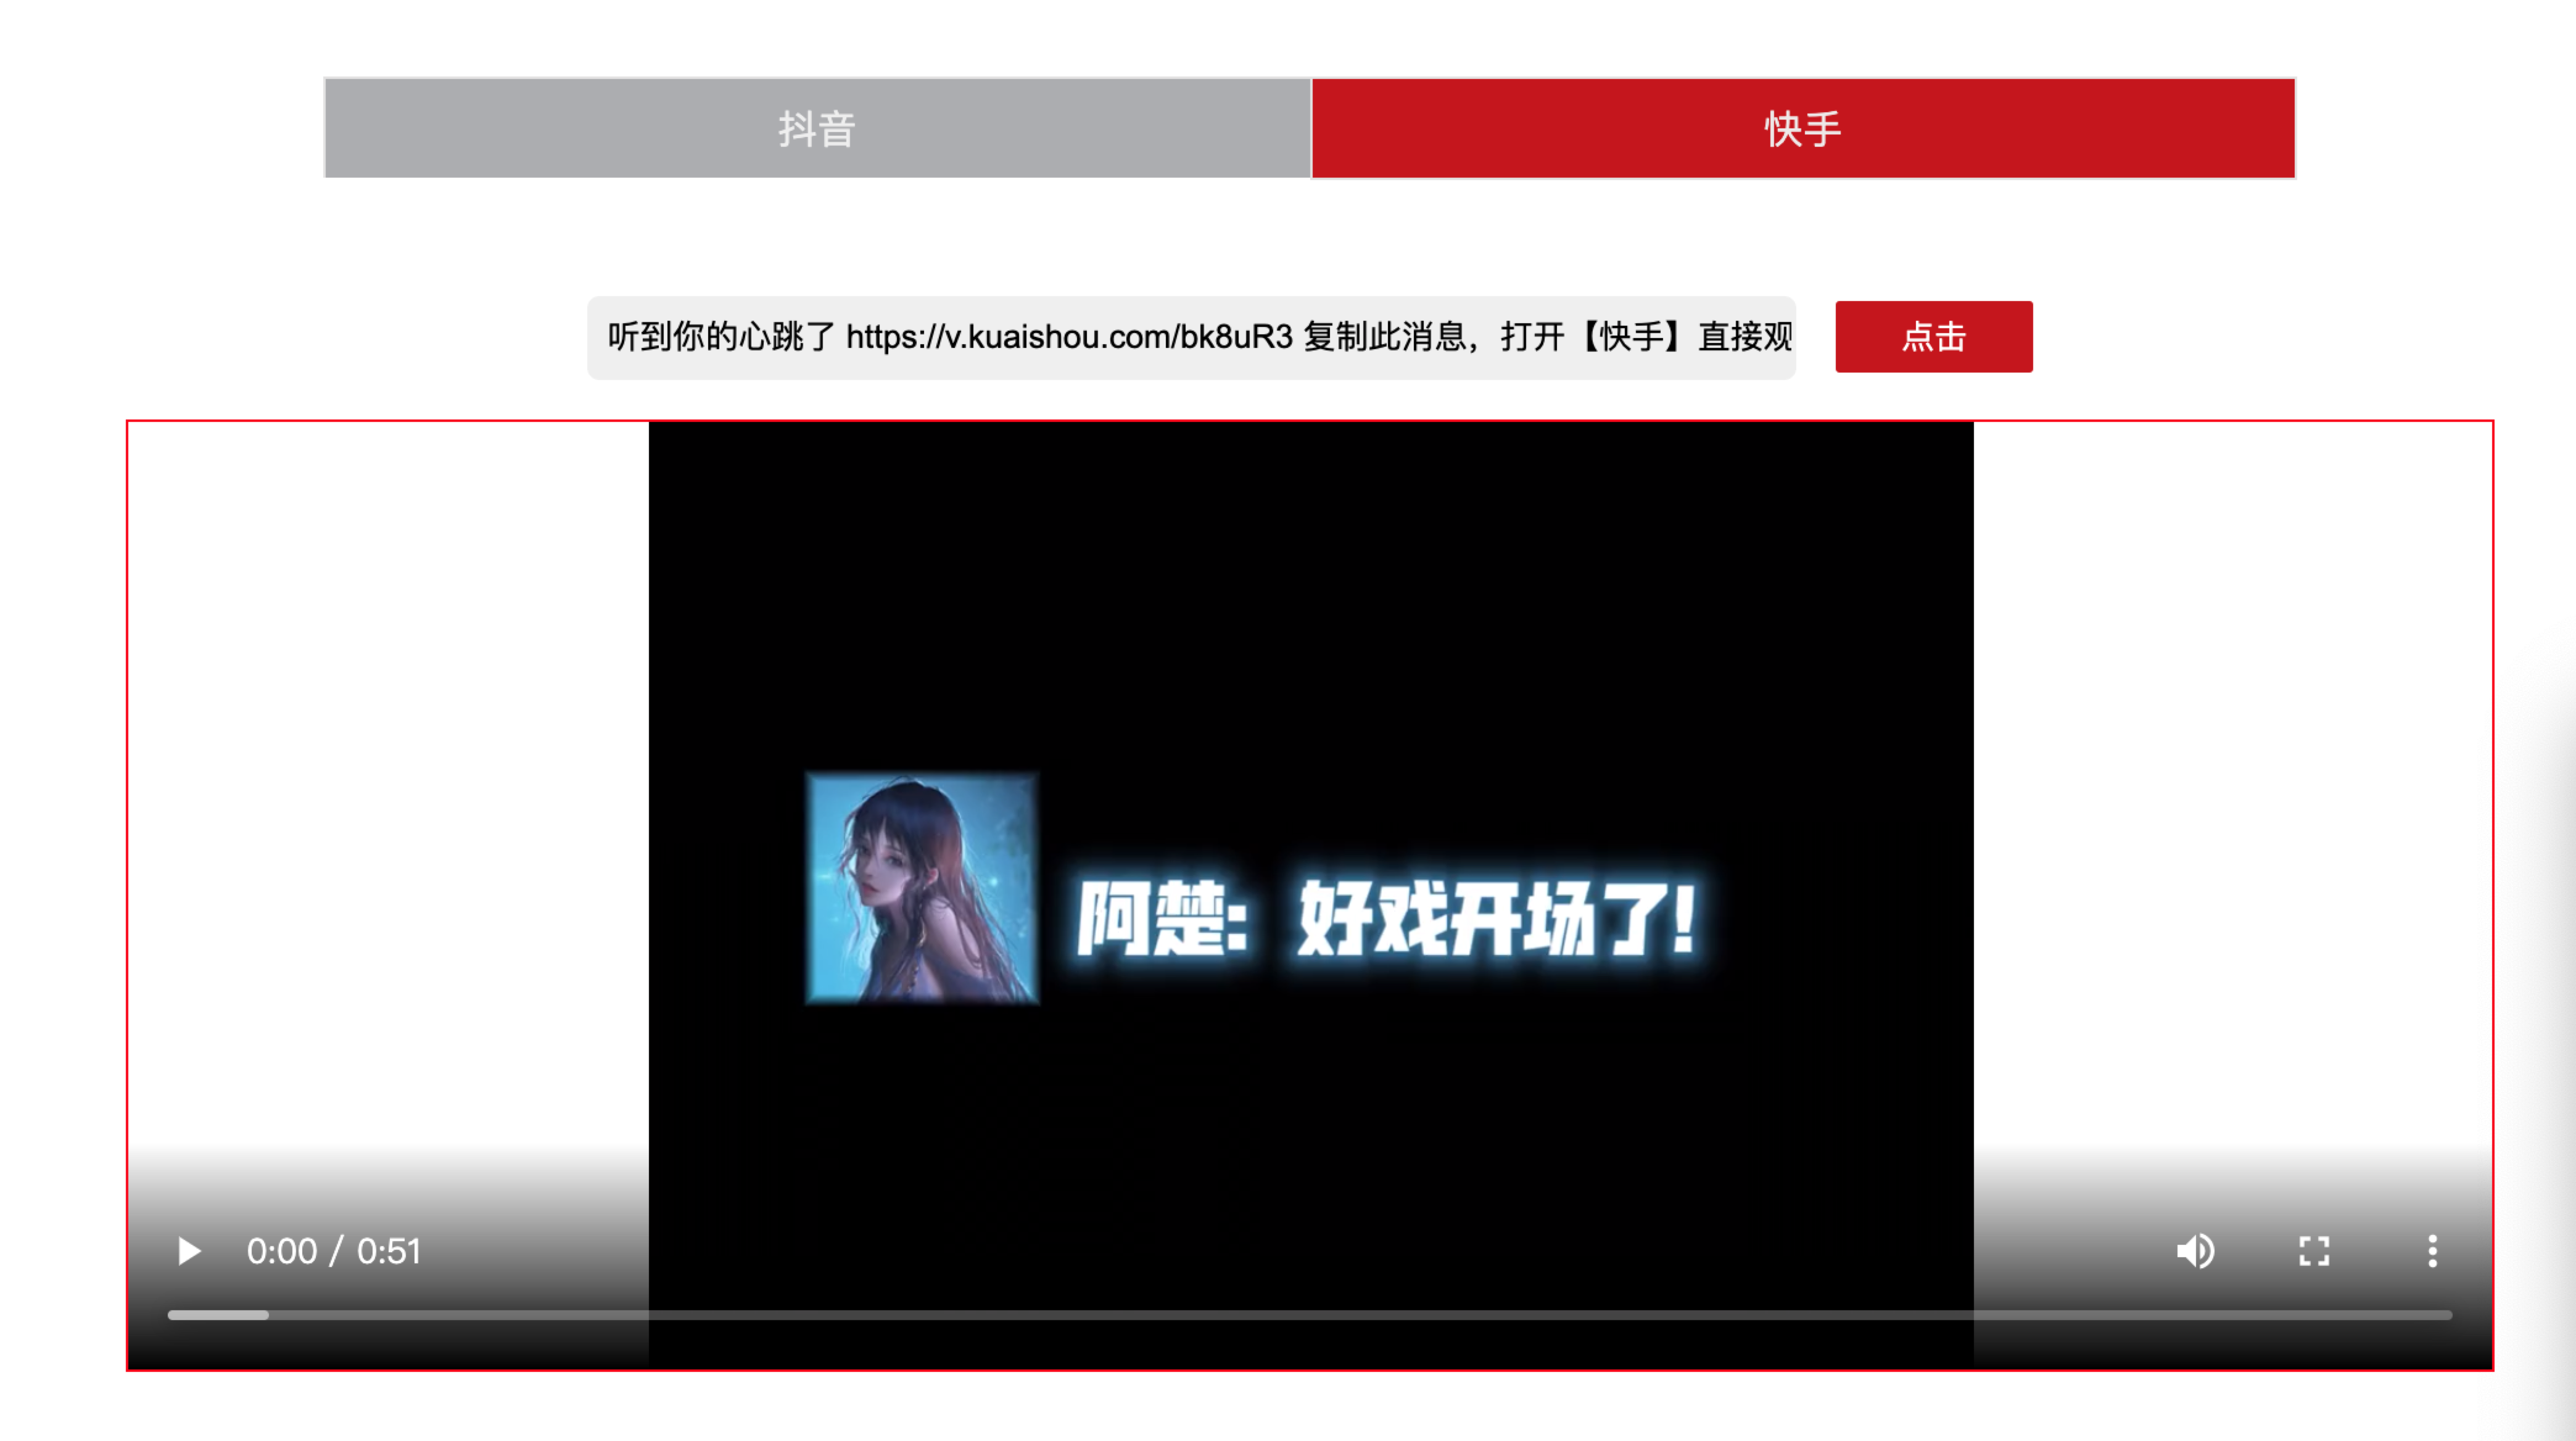 抖音
快手
听到你的心跳了 https://v.kuaishou.com/bk8uR3 复制此消息，打开【快手】直接观
点击
阿楚：好戏开场了！
0:00 / 0:51